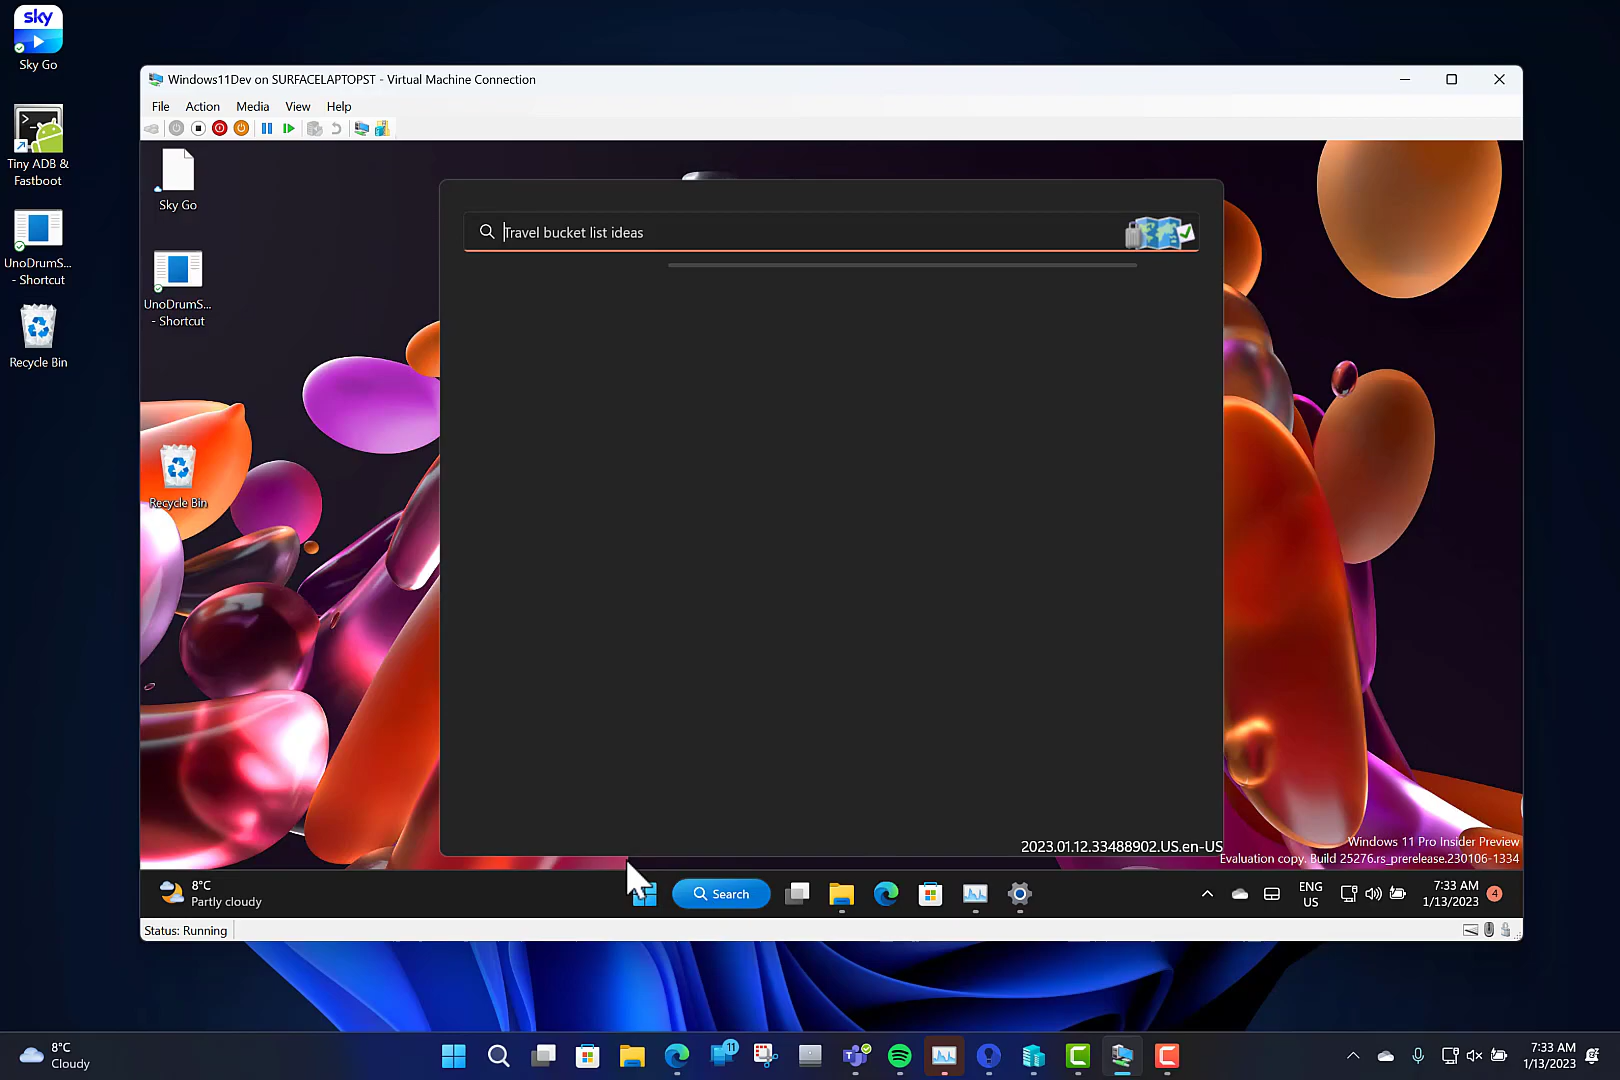 sky
Sky Go
Tiny ADB &
Fastboot
UnoDrumS...
- Shortcut
Recycle Bin
Windows11Dev on SURFACELAPTOPST - Virtual Machine Connection
File Action Media View Help
Sky Go
UnoDrumS...
- Shortcut
Recycle Bin
Travel bucket list ideas
2023.01.12.33488902.US.en-US
Windows 11 Pro Insider Preview
Evaluation copy. Build 25276.rs_prerelease.230106-1334
8°C
Partly cloudy
Search
ENG
US
7:33 AM
1/13/2023
4
Status: Running
8°C
Cloudy
11
7:33 AM
1/13/2023